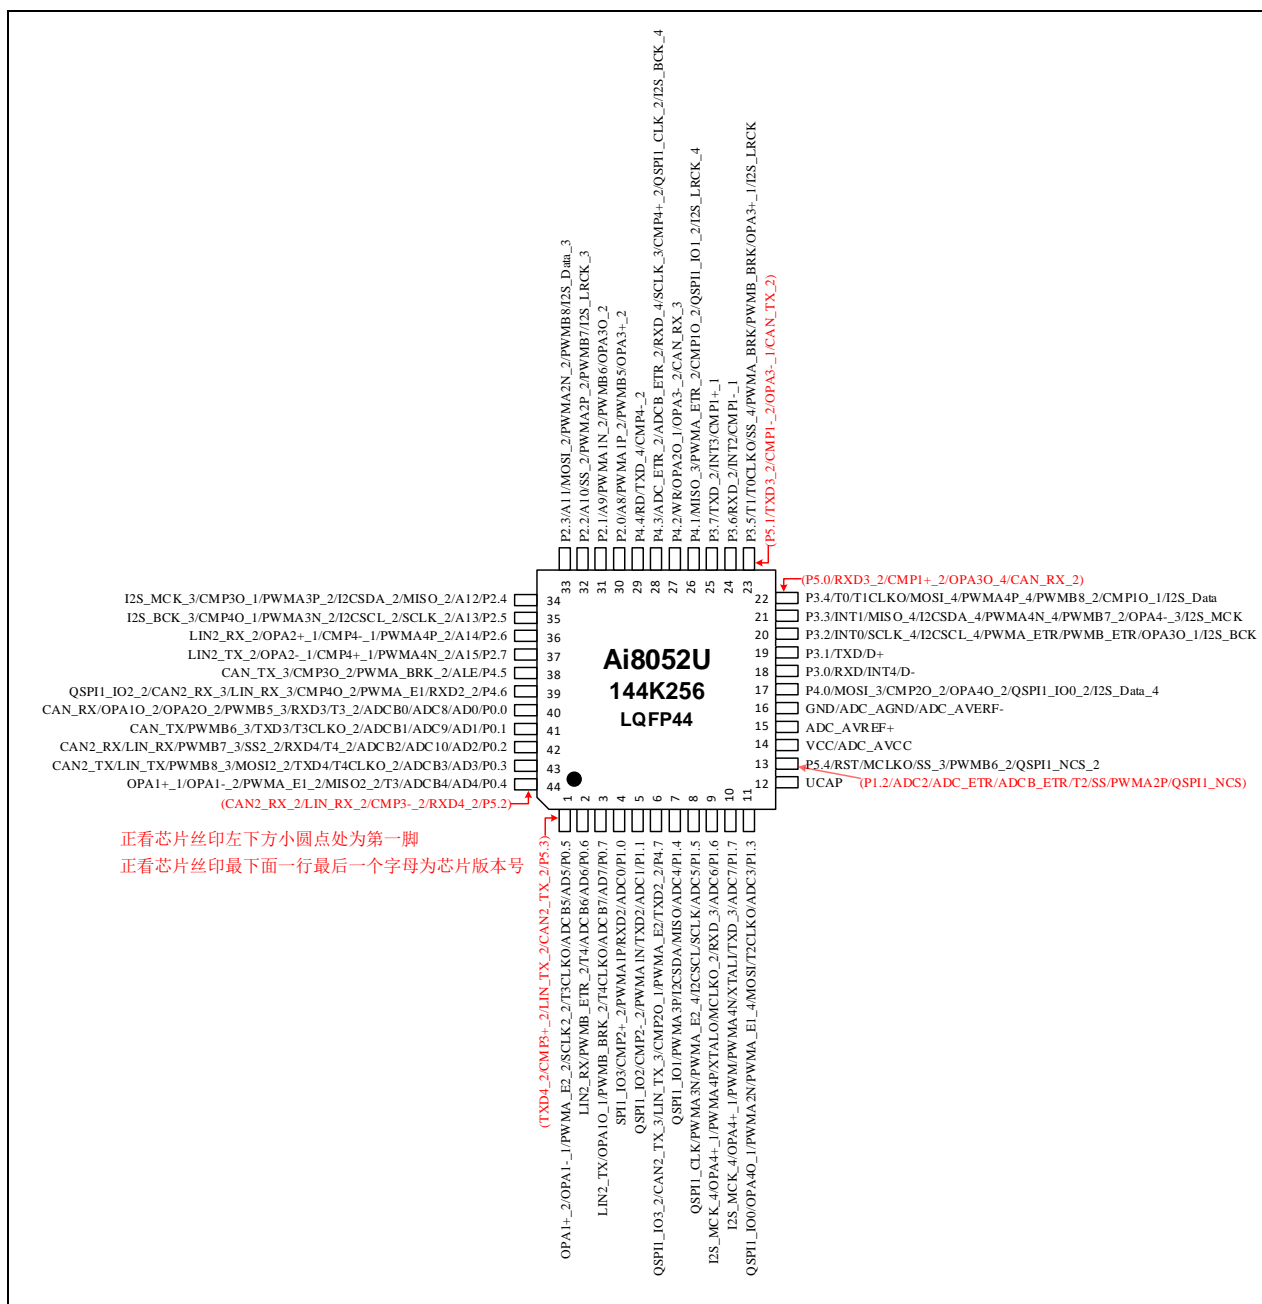 P2.3/A11/MOSI_2/PWMA2N_2/PWMB8/I2S_Data_3
P2.2/A10/SS_2/PWMA2P_2/PWMB7/I2S_LRCK_3
P2.1/A9/PWMA1N_2/PWMB6/OPA3O_2
P2.0/A8/PWMA1P_2/PWMB5/OPA3+_2
P4.4/RD/TXD_4/CMP4-_2
P4.3/ADC_ETR_2/ADCB_ETR_2/RXD_4/SCLK_3/CMP4+_2/QSPI1_CLK_2/I2S_BCK_4
P4.2/WR/OPA2O_1/OPA3-_2/CAN_RX_3
P4.1/MISO_3/PWMA_ETR_2/CMP1O_2/QSPI1_IO1_2/I2S_LRCK_4
P3.7/TXD_2/INT3/CMP1+_1
P3.6/RXD_2/INT2/CMP1-_1
P3.5/T1/T0CLKO/SS_4/PWMA_BRK/PWMB_BRK/OPA3+_1/I2S_LRCK
(P5.1/TXD3_2/CMP1-_2/OPA3-_1/CAN_TX_2)
33 32 31 30 29 28 27 26 25 24 23
I2S_MCK_3/CMP3O_1/PWMA3P_2/I2CSDA_2/MISO_2/A12/P2.4 34
I2S_BCK_3/CMP4O_1/PWMA3N_2/I2CSCL_2/SCLK_2/A13/P2.5 35
LIN2_RX_2/OPA2+_1/CMP4-_1/PWMA4P_2/A14/P2.6 36
LIN2_TX_2/OPA2-_1/CMP4+_1/PWMA4N_2/A15/P2.7 37
CAN_TX_3/CMP3O_2/PWMA_BRK_2/ALE/P4.5 38
QSPI1_IO2_2/CAN2_RX_3/LIN_RX_3/CMP4O_2/PWMA_E1/RXD2_2/P4.6 39
CAN_RX/OPA1O_2/OPA2O_2/PWMB5_3/RXD3/T3_2/ADCB0/ADC8/AD0/P0.0 40
CAN_TX/PWMB6_3/TXD3/T3CLKO_2/ADCB1/ADC9/AD1/P0.1 41
CAN2_RX/LIN_RX/PWMB7_3/SS2_2/RXD4/T4_2/ADCB2/ADC10/AD2/P0.2 42
CAN2_TX/LIN_TX/PWMB8_3/MOSI2_2/TXD4/T4CLKO_2/ADCB3/AD3/P0.3 43
OPA1+_1/OPA1-_2/PWMA_E1_2/MISO2_2/T3/ADCB4/AD4/P0.4 44
(CAN2_RX_2/LIN_RX_2/CMP3-_2/RXD4_2/P5.2)
Ai8052U
144K256
LQFP44
(P5.0/RXD3_2/CMP1+_2/OPA3O_4/CAN_RX_2)
22 P3.4/T0/T1CLKO/MOSI_4/PWMA4P_4/PWMB8_2/CMP1O_1/I2S_Data
21 P3.3/INT1/MISO_4/I2CSDA_4/PWMA4N_4/PWMB7_2/OPA4-_3/I2S_MCK
20 P3.2/INT0/SCLK_4/I2CSCL_4/PWMA_ETR/PWMB_ETR/OPA3O_1/I2S_BCK
19 P3.1/TXD/D+
18 P3.0/RXD/INT4/D-
17 P4.0/MOSI_3/CMP2O_2/OPA4O_2/QSPI1_IO0_2/I2S_Data_4
16 GND/ADC_AGND/ADC_AVERF-
15 ADC_AVREF+
14 VCC/ADC_AVCC
13 P5.4/RST/MCLKO/SS_3/PWMB6_2/QSPI1_NCS_2
12 UCAP
(P1.2/ADC2/ADC_ETR/ADCB_ETR/T2/SS/PWMA2P/QSPI1_NCS)
1 2 3 4 5 6 7 8 9 10 11
正看芯片丝印左下方小圆点处为第一脚
正看芯片丝印最下面一行最后一个字母为芯片版本号
(TXD4_2/CMP3+_2/LIN_TX_2/CAN2_TX_2/P5.3)
OPA1+_2/OPA1-_1/PWMA_E2_2/SCLK2_2/T3CLKO/ADCB5/AD5/P0.5
LIN2_RX/PWMB_ETR_2/T4/ADCB6/AD6/P0.6
LIN2_TX/OPA1O_1/PWMB_BRK_2/T4CLKO/ADCB7/AD7/P0.7
SPI1_IO3/CMP2+_2/PWMA1P/RXD2/ADC0/P1.0
QSPI1_IO2/CMP2-_2/PWMA1N/TXD2/ADC1/P1.1
QSPI1_IO3_2/CAN2_TX_3/LIN_TX_3/CMP2O_1/PWMA_E2/TXD2_2/P4.7
QSPI1_IO1/PWMA3P/I2CSDA/MISO/ADC4/P1.4
QSPI1_CLK/PWMA3N/PWMA_E2_4/I2CSCL/SCLK/ADC5/P1.5
I2S_MCK_4/OPA4+_1/PWMA4P/XTALO/MCLKO_2/RXD_3/ADC6/P1.6
I2S_MCK_4/OPA4+_1/PWM/PWMA4N/XTALI/TXD_3/ADC7/P1.7
QSPI1_IO0/OPA4O_1/PWMA2N/PWMA_E1_4/MOSI/T2CLKO/ADC3/P1.3